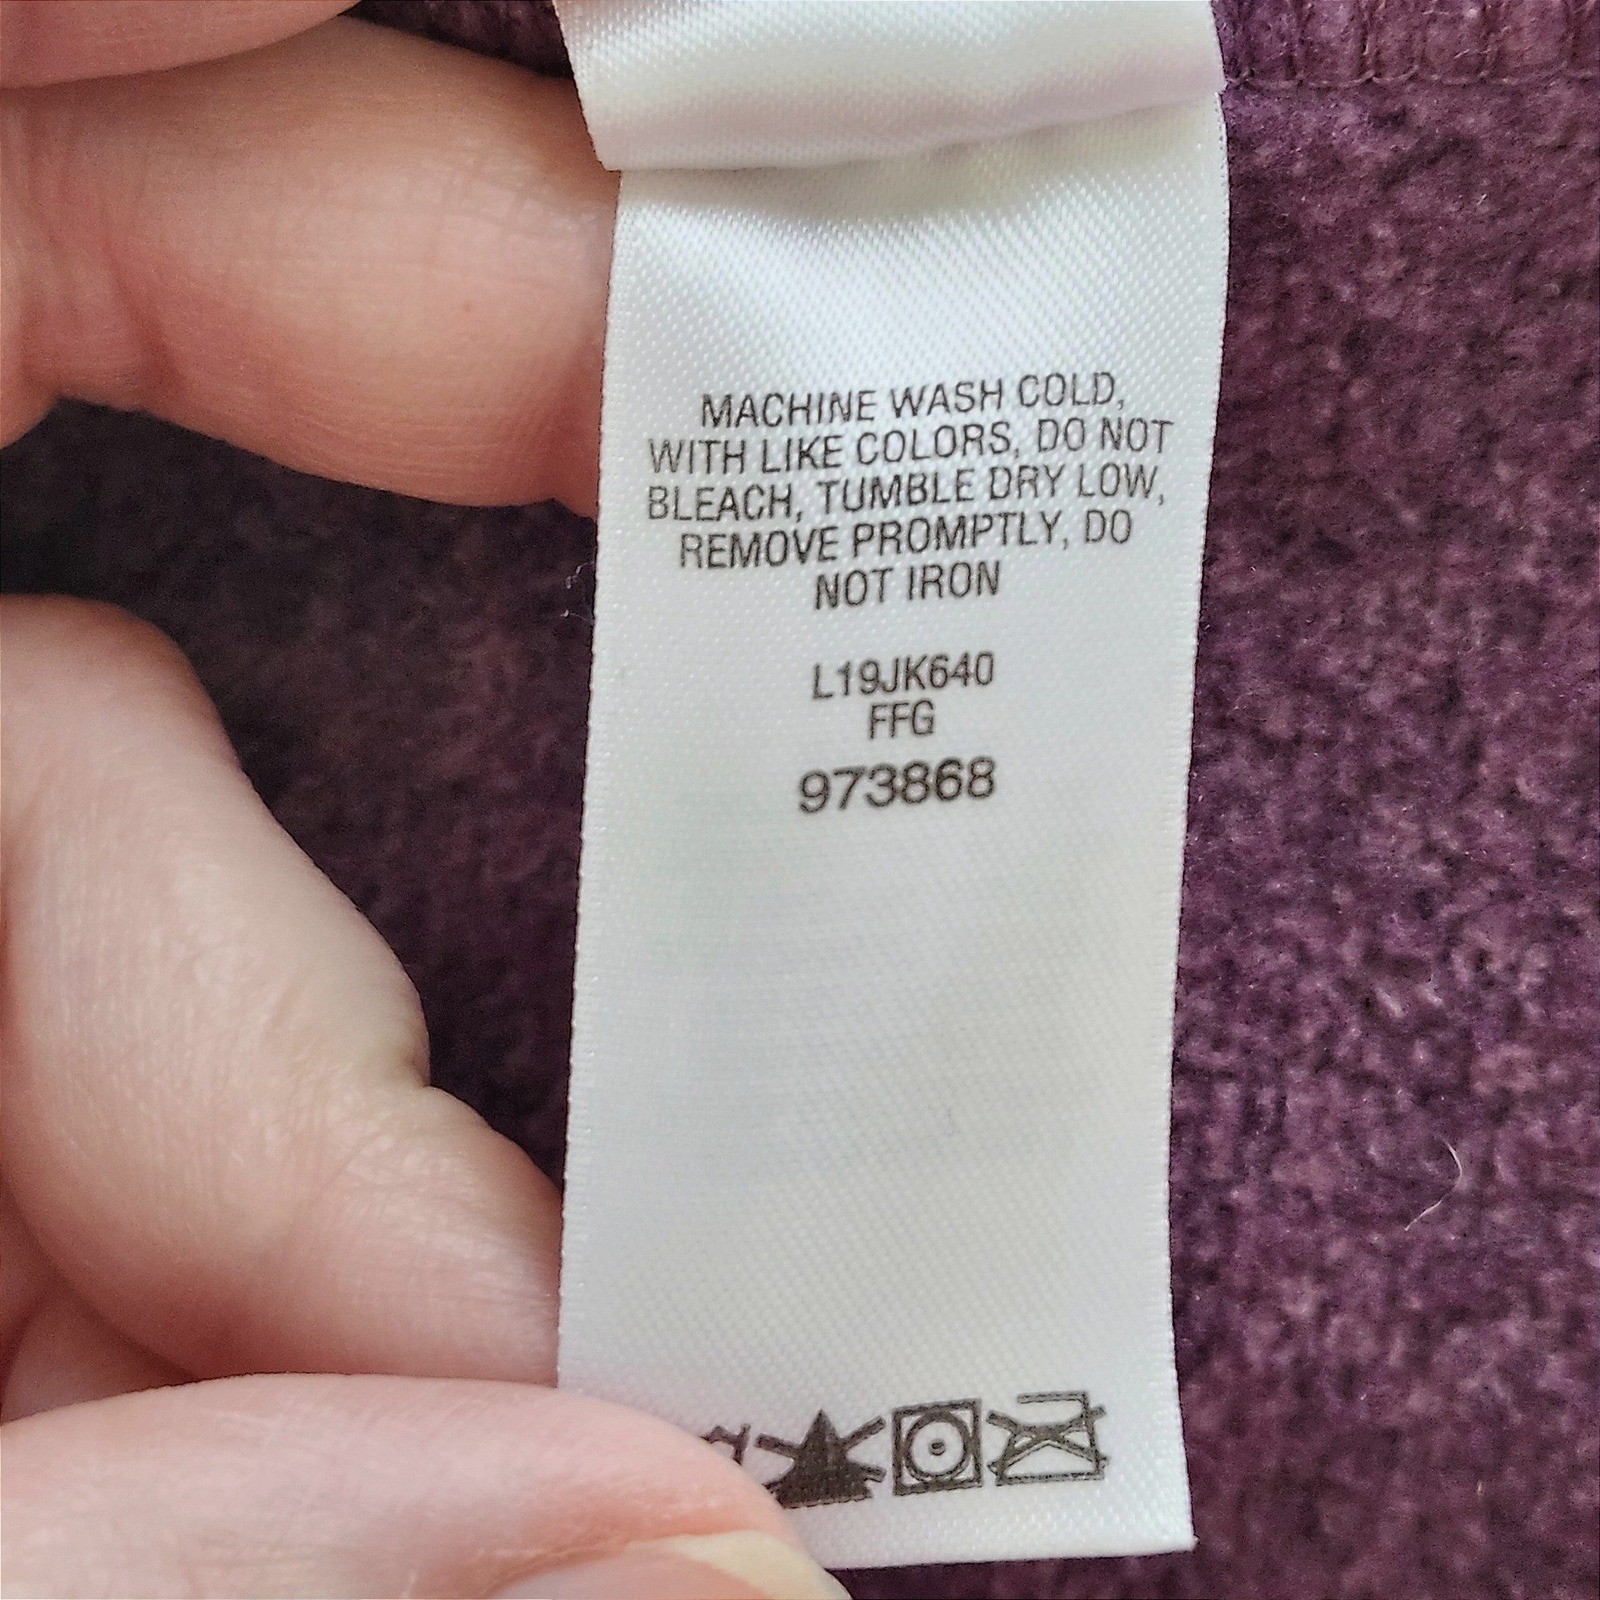 MACHINE WASH COLD,
WITH LIKE COLORS, DO NOT
BLEACH, TUMBLE DRY LOW,
REMOVE PROMPTLY, DO
NOT IRON
L19JK640
FFG
973868